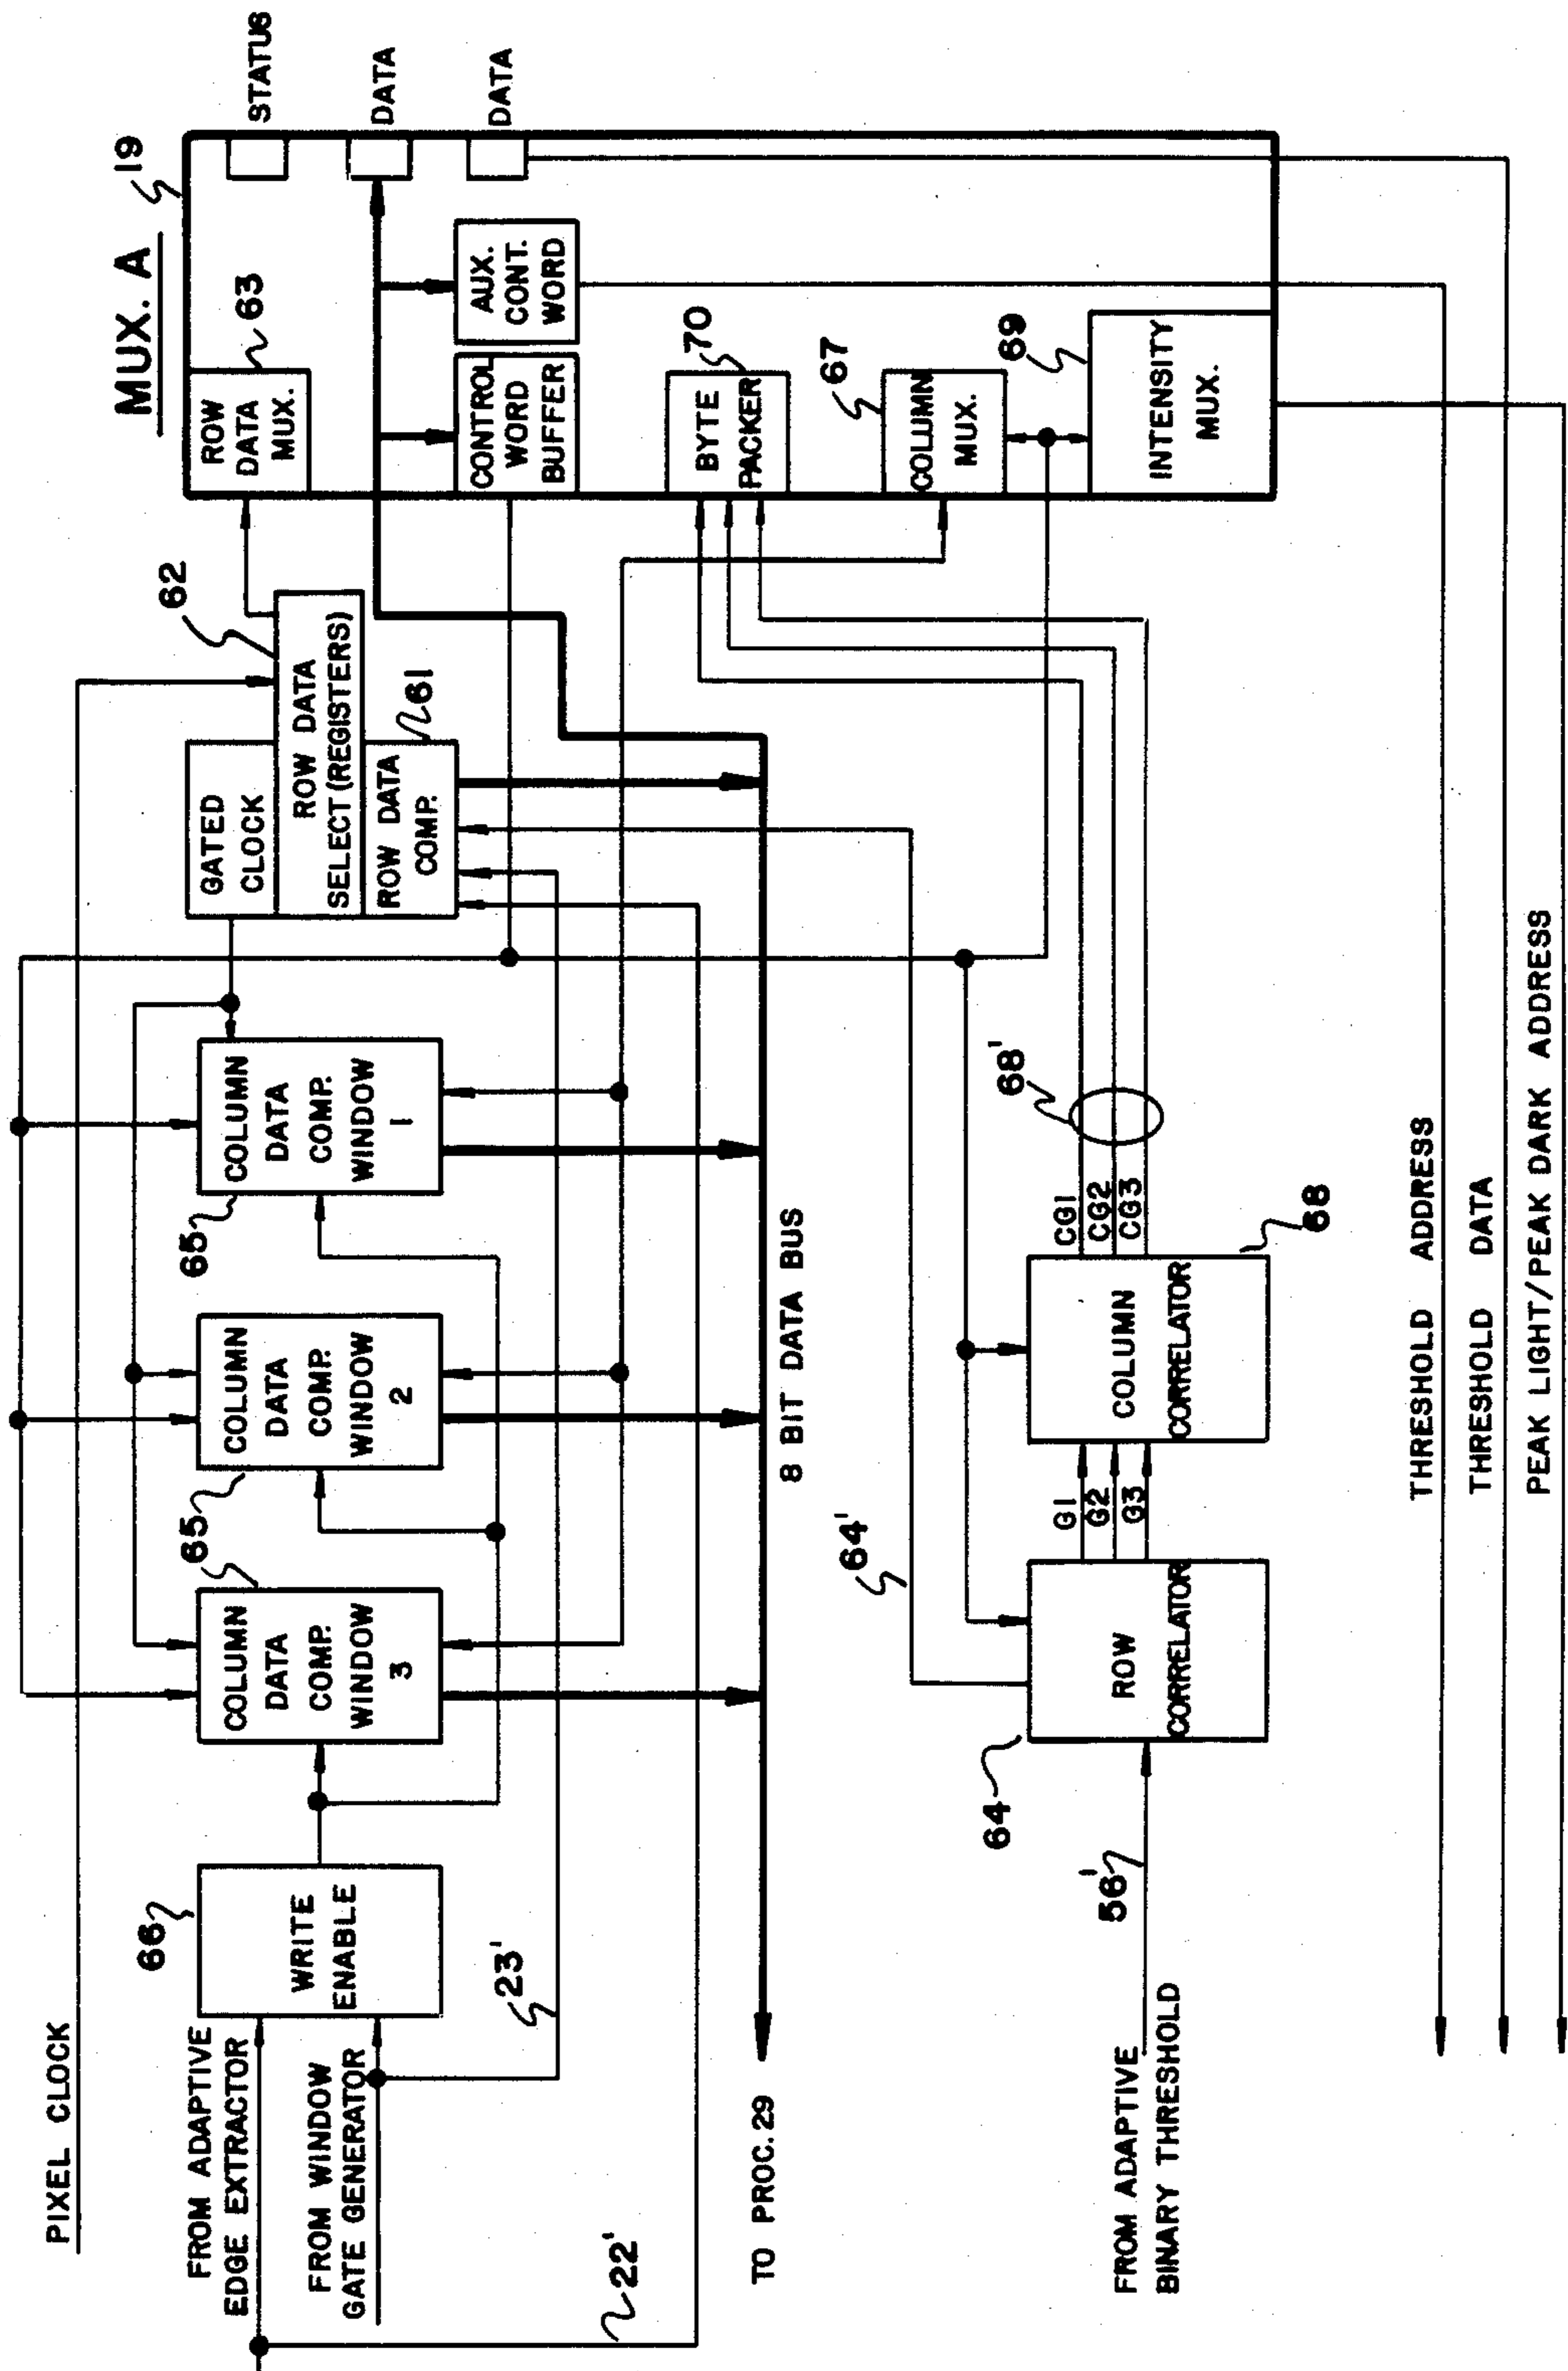 PIXEL CLOCK
FROM ADAPTIVE
EDGE EXTRACTOR
FROM WINDOW
GATE GENERATOR
22'
66
WRITE
ENABLE
23'
65
COLUMN
DATA
COMP.
WINDOW
3
65
COLUMN
DATA
COMP.
WINDOW
2
65
COLUMN
DATA
COMP.
WINDOW
1
GATED
CLOCK
62
ROW DATA
SELECT (REGISTERS)
ROW DATA
COMP.
61
MUX. A
19
63
ROW
DATA
MUX.
STATUS
DATA
DATA
CONTROL
WORD
BUFFER
AUX.
CONT.
WORD
70
BYTE
PACKER
67
COLUMN
MUX.
69
INTENSITY
MUX.
TO PROC. 29
8 BIT DATA BUS
FROM ADAPTIVE
BINARY THRESHOLD
56'
64
ROW
CORRELATOR
64'
G1
G2
G3
COLUMN
CORRELATOR
68
CG1
CG2
CG3
68'
THRESHOLD ADDRESS
THRESHOLD DATA
PEAK LIGHT/PEAK DARK ADDRESS